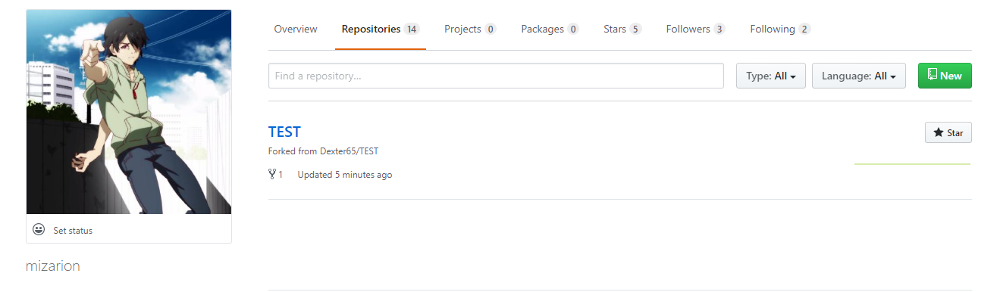 Overview Repositories 14 Projects 0 Packages 0 Stars 5 Followers 3 Following 2
Find a repository... Type: All Language: All New
TEST Star
Forked from Dexter65/TEST
1 Updated 5 minutes ago
Set status
mizarion